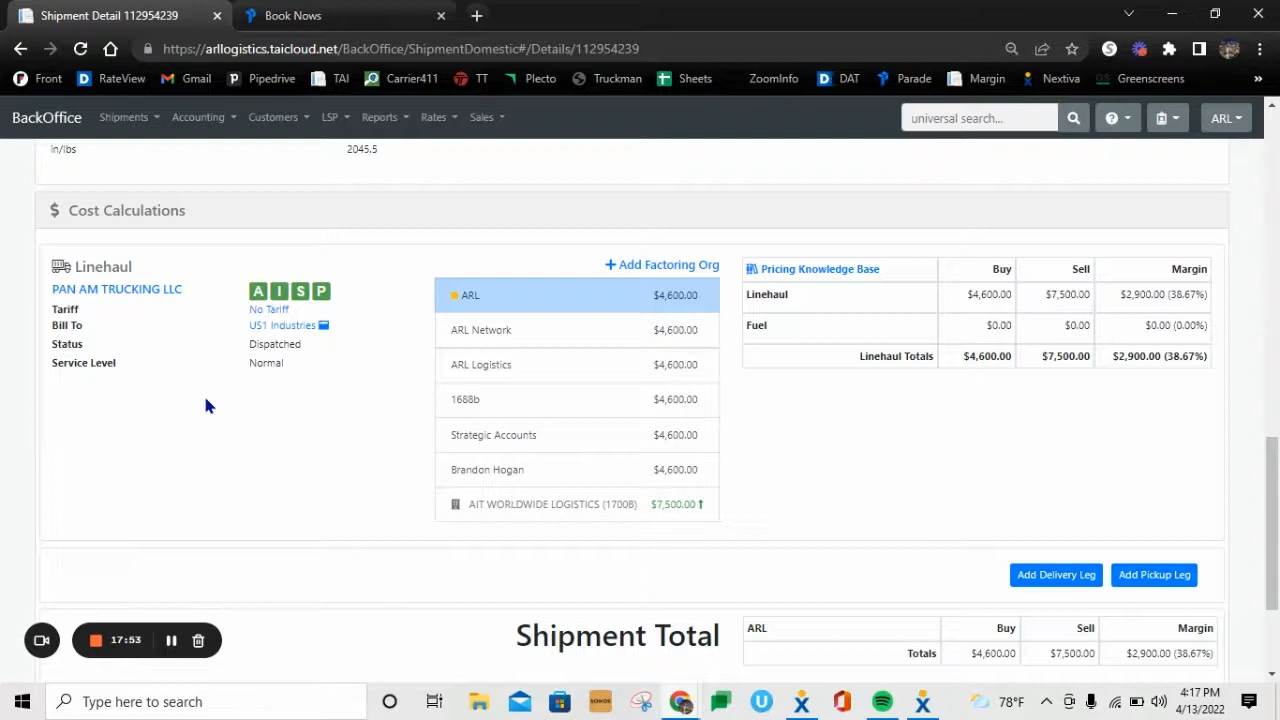 Shipment Detail 112954239
Book Nows
https://arllogistics.taicloud.net/BackOffice/ShipmentDomestic#/Details/112954239
Front RateView Gmail Pipedrive TAI Carrier411 TT Plecto Truckman Sheets ZoomInfo DAT Parade Margin Nextiva Greenscreens »
BackOffice Shipments Accounting Customers LSP Reports Rates Sales universal search... ARL
in/lbs 2045.5
$ Cost Calculations
Linehaul
PAN AM TRUCKING LLC A I S P
Tariff No Tariff
Bill To US1 Industries
Status Dispatched
Service Level Normal
+ Add Factoring Org
ARL $4,600.00
ARL Network $4,600.00
ARL Logistics $4,600.00
1688b $4,600.00
Strategic Accounts $4,600.00
Brandon Hogan $4,600.00
AIT WORLDWIDE LOGISTICS (1700B) $7,500.00
Pricing Knowledge Base Buy Sell Margin
Linehaul $4,600.00 $7,500.00 $2,900.00 (38.67%)
Fuel $0.00 $0.00 $0.00 (0.00%)
Linehaul Totals $4,600.00 $7,500.00 $2,900.00 (38.67%)
Add Delivery Leg Add Pickup Leg
Shipment Total
ARL Buy Sell Margin
Totals $4,600.00 $7,500.00 $2,900.00 (38.67%)
17:53
Type here to search
78°F
4:17 PM
4/13/2022